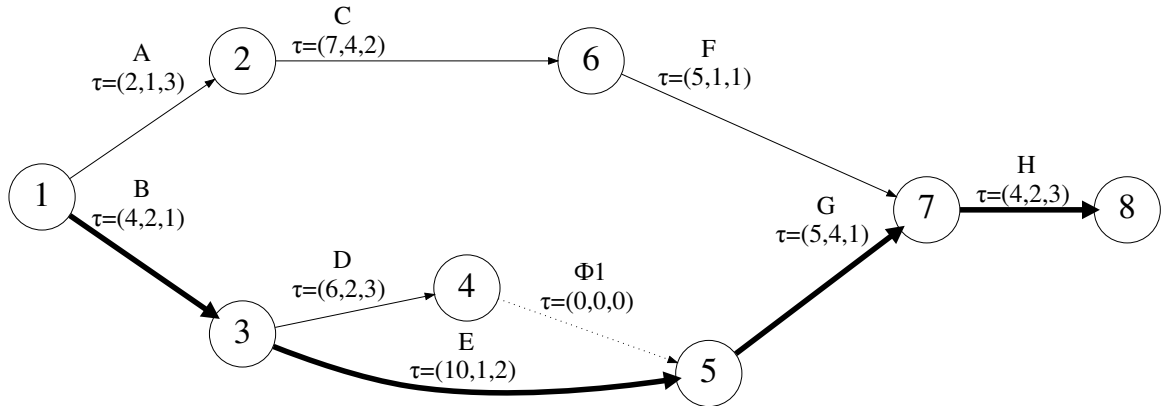 A
τ=(2,1,3)
2
C
τ=(7,4,2)
6
F
τ=(5,1,1)
1
B
τ=(4,2,1)
3
D
τ=(6,2,3)
4
Φ1
τ=(0,0,0)
E
τ=(10,1,2)
5
G
τ=(5,4,1)
7
H
τ=(4,2,3)
8